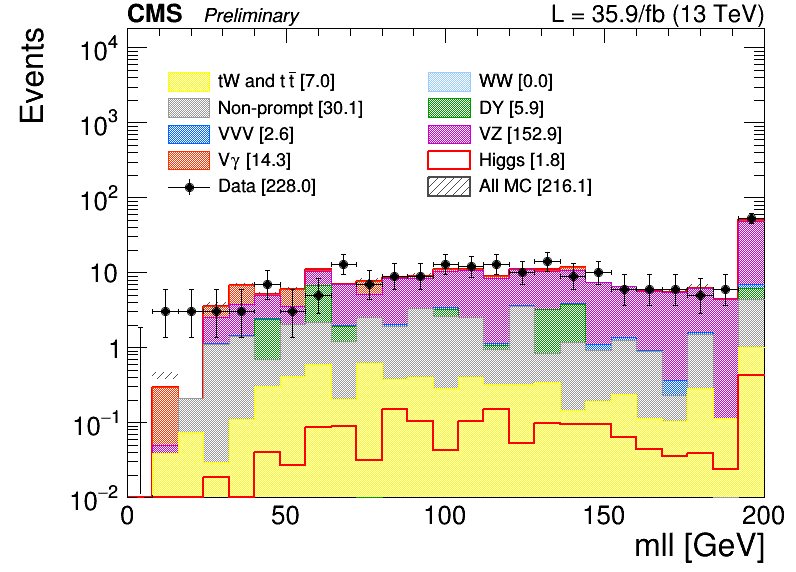 CMS Preliminary L = 35.9/fb (13 TeV)
Events
10⁴
10³
10²
10
1
10⁻¹
10⁻²
tW and t t̅ [7.0]
Non-prompt [30.1]
VVV [2.6]
Vγ [14.3]
Data [228.0]
WW [0.0]
DY [5.9]
VZ [152.9]
Higgs [1.8]
All MC [216.1]
0 50 100 150 200
mll [GeV]